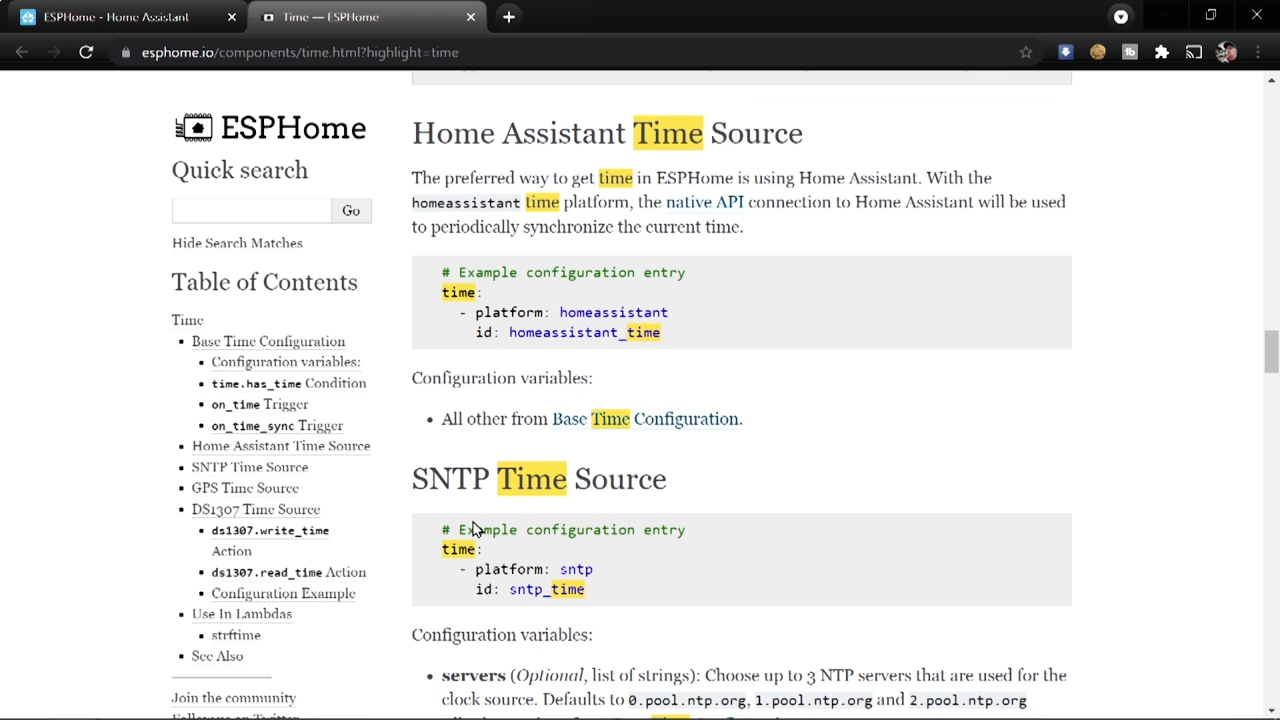 ESPHome - Home Assistant
Time — ESPHome
esphome.io/components/time.html?highlight=time
ESPHome
Quick search
Go
Hide Search Matches
Table of Contents
Time
Base Time Configuration
Configuration variables:
time.has_time Condition
on_time Trigger
on_time_sync Trigger
Home Assistant Time Source
SNTP Time Source
GPS Time Source
DS1307 Time Source
ds1307.write_time
Action
ds1307.read_time Action
Configuration Example
Use In Lambdas
strftime
See Also
Join the community
Follow us on Twitter
Home Assistant Time Source
The preferred way to get time in ESPHome is using Home Assistant. With the
homeassistant time platform, the native API connection to Home Assistant will be used
to periodically synchronize the current time.
# Example configuration entry
time:
- platform: homeassistant
id: homeassistant_time
Configuration variables:
All other from Base Time Configuration.
SNTP Time Source
# Example configuration entry
time:
- platform: sntp
id: sntp_time
Configuration variables:
servers (Optional, list of strings): Choose up to 3 NTP servers that are used for the
clock source. Defaults to 0.pool.ntp.org, 1.pool.ntp.org and 2.pool.ntp.org